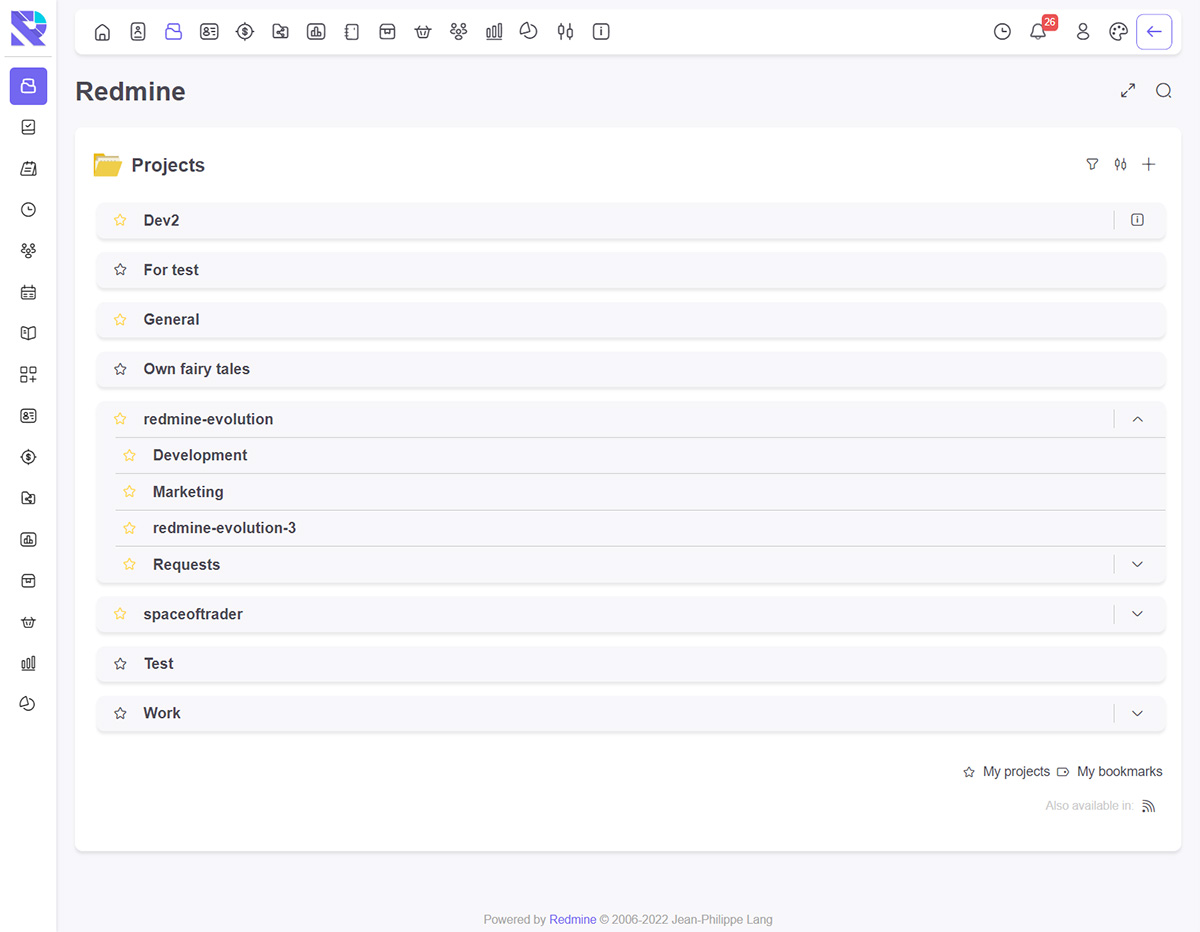 26
Redmine
Projects
Dev2
For test
General
Own fairy tales
redmine-evolution
Development
Marketing
redmine-evolution-3
Requests
spaceoftrader
Test
Work
My projects My bookmarks
Also available in:
Powered by Redmine © 2006-2022 Jean-Philippe Lang